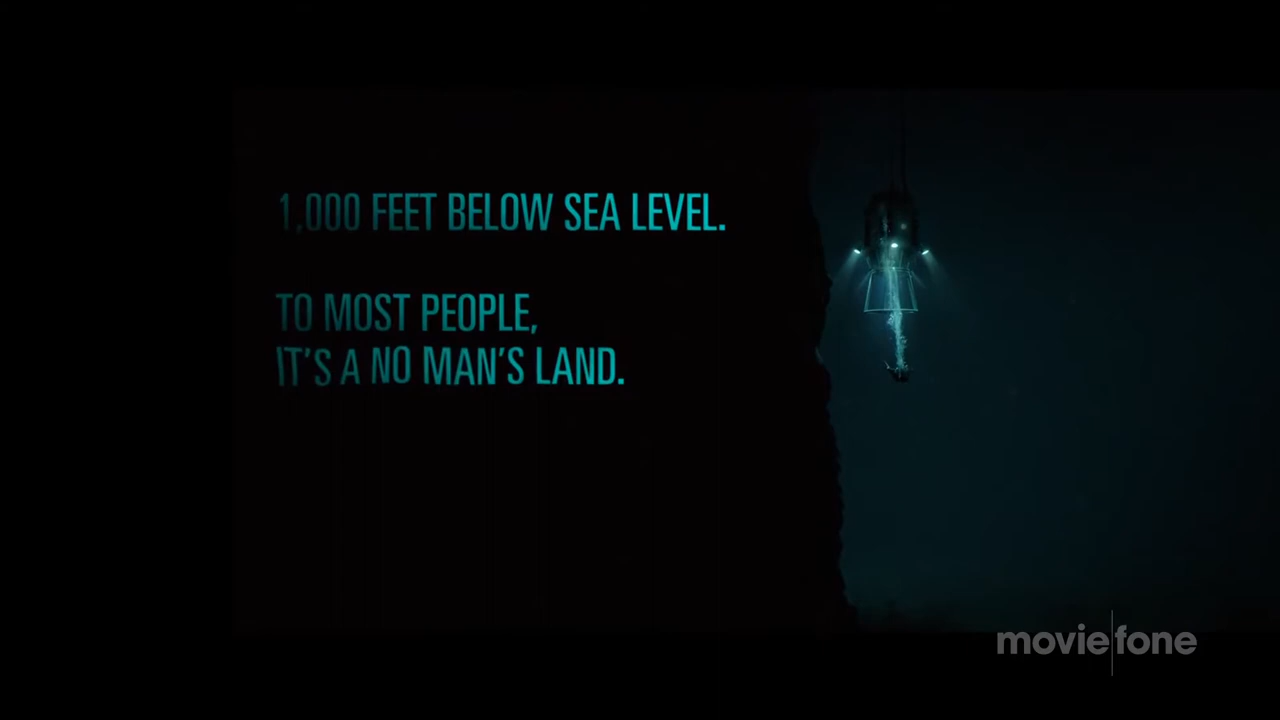 1,000 FEET BELOW SEA LEVEL.
TO MOST PEOPLE,
IT'S A NO MAN'S LAND.
moviefone